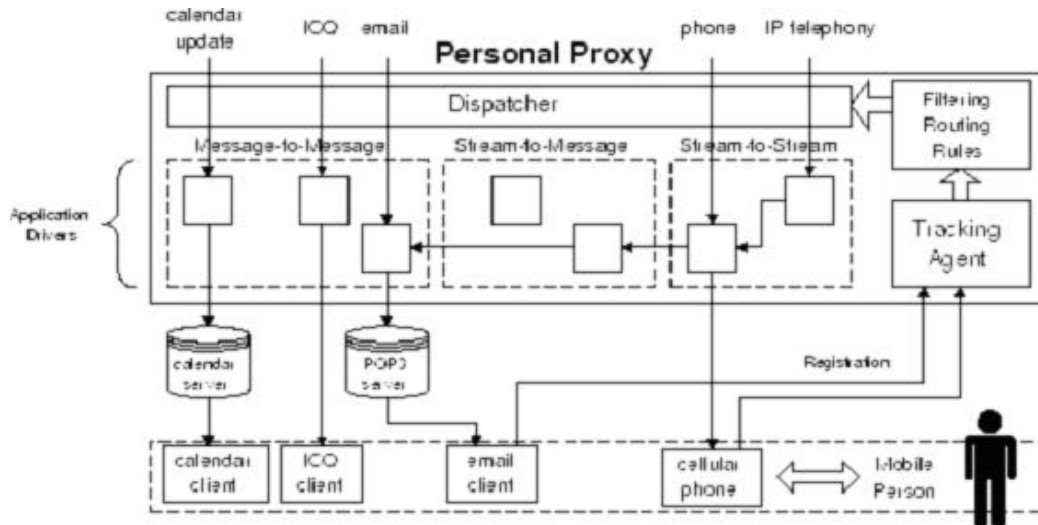 calendar
update
ICQ
email
phone
IP telephony
Personal Proxy
Dispatcher
Filtering
Routing
Rules
Message-to-Message
Stream-to-Message
Stream-to-Stream
Application
Drivers
Tracking
Agent
calendar
server
POP3
server
Registration
calendar
client
ICQ
client
email
client
cellular
phone
Mobile
Person